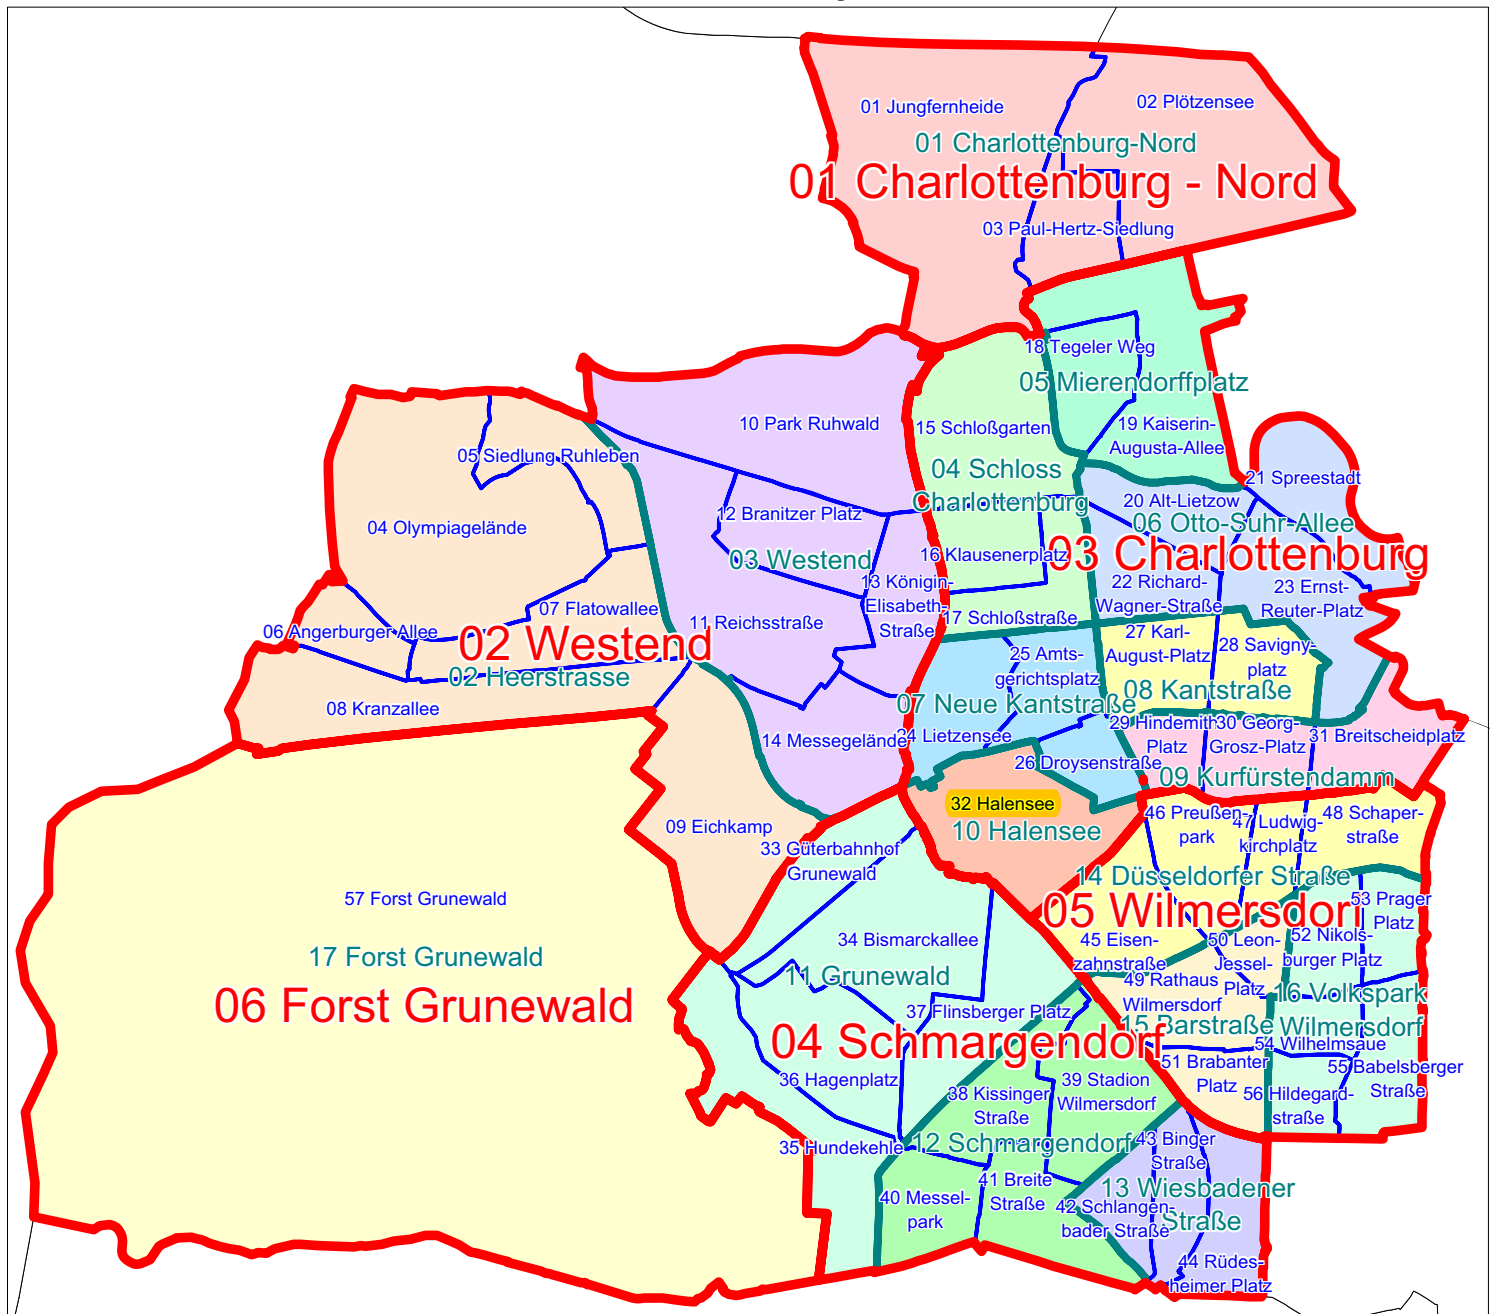 01 Jungfernheide
02 Plötzensee
01 Charlottenburg-Nord
01 Charlottenburg - Nord
03 Paul-Hertz-Siedlung
18 Tegeler Weg
05 Mierendorffplatz
10 Park Ruhwald
15 Schloßgarten
19 Kaiserin-
Augusta-Allee
05 Siedlung Ruhleben
04 Schloss
Charlottenburg
21 Spreestadt
20 Alt-Lietzow
04 Olympiagelände
12 Branitzer Platz
06 Otto-Suhr-Allee
03 Westend
16 Klausenerplatz
03 Charlottenburg
13 Königin-
Elisabeth-
Straße
22 Richard-
Wagner-Straße
23 Ernst-
Reuter-Platz
07 Flatowallee
11 Reichsstraße
17 Schloßstraße
06 Angerburger Allee
02 Westend
02 Heerstrasse
27 Karl-
August-Platz
28 Savigny-
platz
25 Amts-
gerichtsplatz
08 Kantstraße
08 Kranzallee
07 Neue Kantstraße
14 Messegelände
24 Lietzensee
29 Hindemith
Platz
30 Georg-
Grosz-Platz
31 Breitscheidplatz
26 Droysenstraße
09 Kurfürstendamm
32 Halensee
10 Halensee
09 Eichkamp
46 Preußen-
park
47 Ludwig-
kirchplatz
48 Schaper-
straße
33 Güterbahnhof
Grunewald
14 Düsseldorfer Straße
57 Forst Grunewald
05 Wilmersdorf
53 Prager
Platz
34 Bismarckallee
45 Eisen-
zahnstraße
50 Leon-
Jessel-
Platz
52 Nikols-
burger Platz
17 Forst Grunewald
11 Grunewald
49 Rathaus
Wilmersdorf
16 Volkspark
Wilmersdorf
06 Forst Grunewald
37 Flinsberger Platz
15 Barstraße
04 Schmargendorf
54 Wilhelmsaue
51 Brabanter
Platz
55 Babelsberger
Straße
36 Hagenplatz
38 Kissinger
Straße
39 Stadion
Wilmersdorf
56 Hildegard-
straße
35 Hundekehle
12 Schmargendorf
43 Binger
Straße
40 Messel-
park
41 Breite
Straße
13 Wiesbadener
Straße
42 Schlangen-
bader Straße
44 Rüdes-
heimer Platz